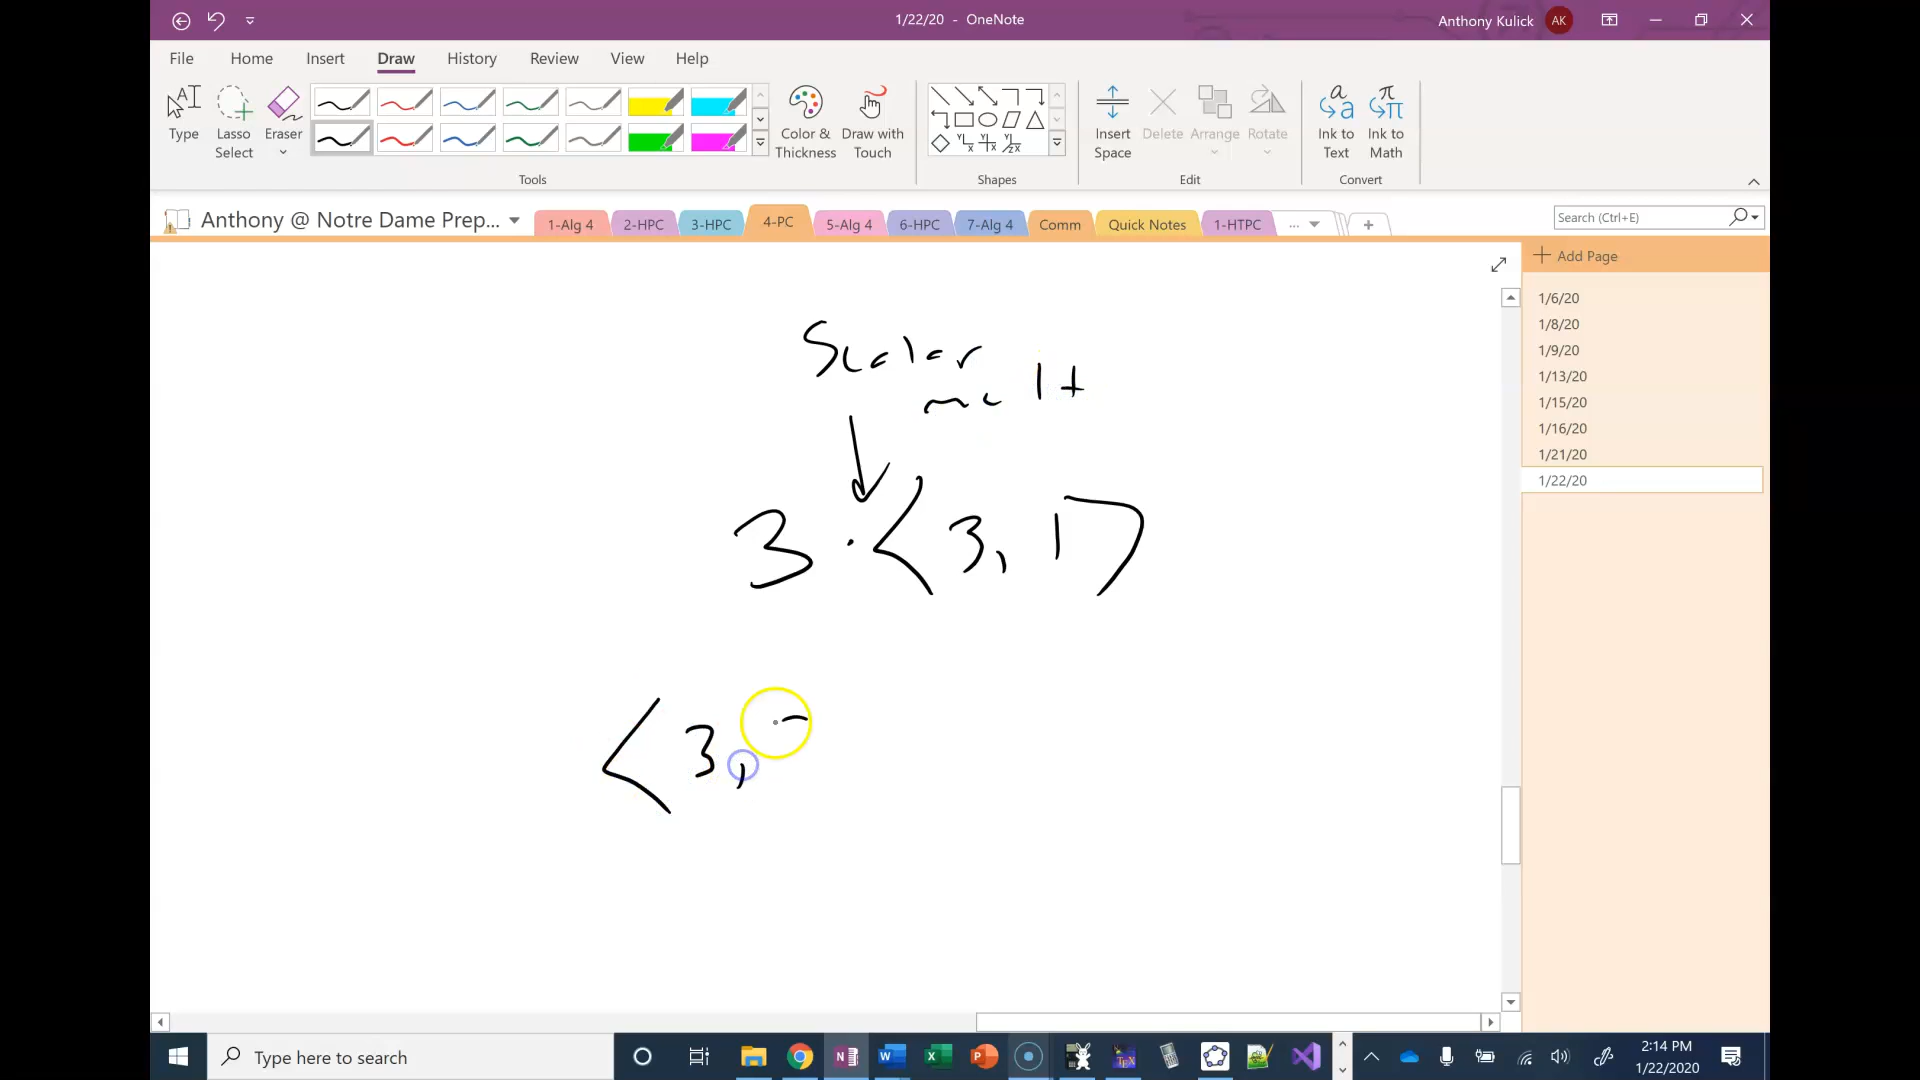 1/22/20 - OneNote
Anthony Kulick AK
File Home Insert Draw History Review View Help
Type
Lasso Select
Eraser
Color & Thickness
Draw with Touch
Tools
Shapes
Insert Space
Delete
Arrange
Rotate
Edit
Ink to Text
Ink to Math
Convert
Anthony @ Notre Dame Prep...
1-Alg 4 2-HPC 3-HPC 4-PC 5-Alg 4 6-HPC 7-Alg 4 Comm Quick Notes 1-HTPC ...
Search (Ctrl+E)
Add Page
1/6/20
1/8/20
1/9/20
1/13/20
1/15/20
1/16/20
1/21/20
1/22/20
Scalar
mult
3 · <3, 1>
<3, -
Type here to search
2:14 PM
1/22/2020